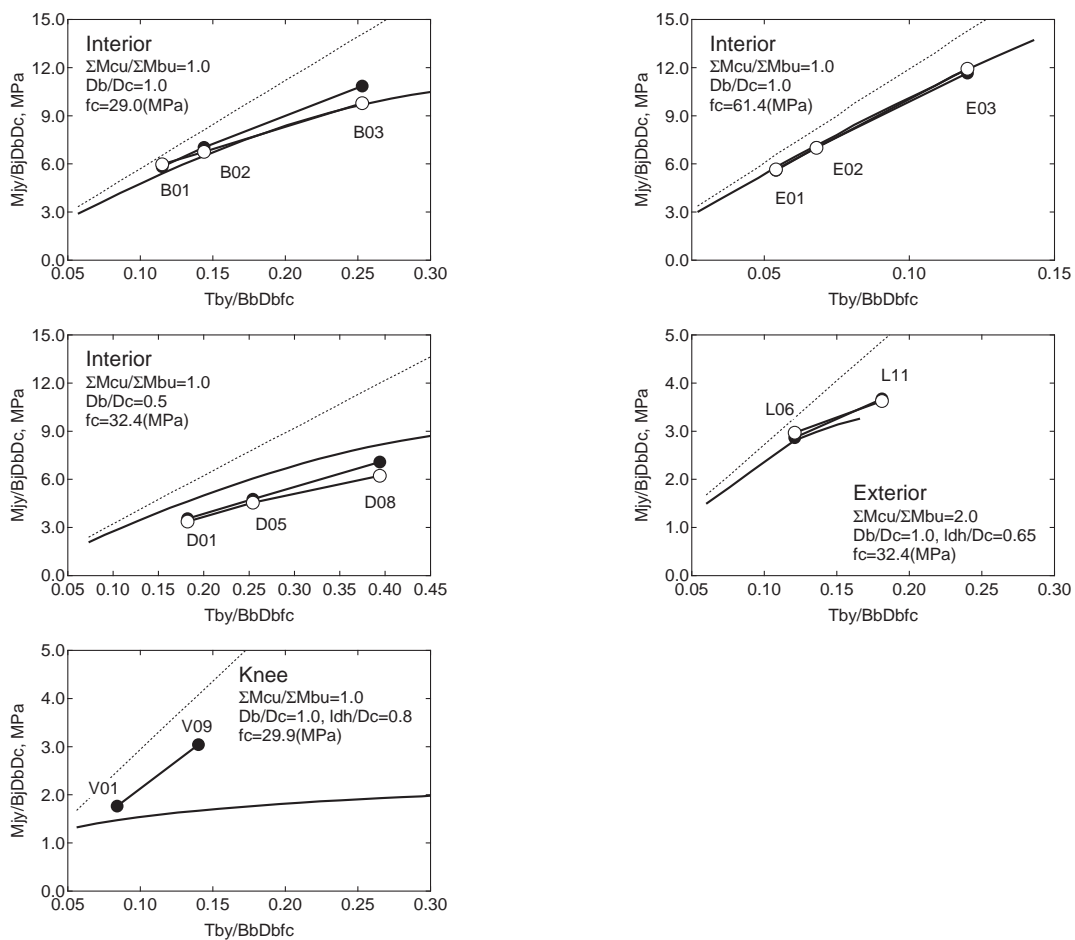 15.0
12.0
9.0
6.0
3.0
0.0
Mjy/BjDbDc, MPa
Interior
ΣMcu/ΣMbu=1.0
Db/Dc=1.0
fc=29.0(MPa)
B01
B02
B03
0.05 0.10 0.15 0.20 0.25 0.30
Tby/BbDbfc
15.0
12.0
9.0
6.0
3.0
0.0
Mjy/BjDbDc, MPa
Interior
ΣMcu/ΣMbu=1.0
Db/Dc=1.0
fc=61.4(MPa)
E01
E02
E03
0.05 0.10 0.15
Tby/BbDbfc
15.0
12.0
9.0
6.0
3.0
0.0
Mjy/BjDbDc, MPa
Interior
ΣMcu/ΣMbu=1.0
Db/Dc=0.5
fc=32.4(MPa)
D01
D05
D08
0.05 0.10 0.15 0.20 0.25 0.30 0.35 0.40 0.45
Tby/BbDbfc
5.0
4.0
3.0
2.0
1.0
0.0
Mjy/BjDbDc, MPa
L06
L11
Exterior
ΣMcu/ΣMbu=2.0
Db/Dc=1.0, ldh/Dc=0.65
fc=32.4(MPa)
0.05 0.10 0.15 0.20 0.25 0.30
Tby/BbDbfc
5.0
4.0
3.0
2.0
1.0
0.0
Mjy/BjDbDc, MPa
Knee
ΣMcu/ΣMbu=1.0
Db/Dc=1.0, ldh/Dc=0.8
fc=29.9(MPa)
V01
V09
0.05 0.10 0.15 0.20 0.25 0.30
Tby/BbDbfc